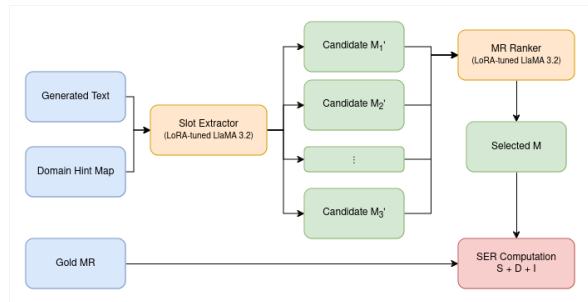 Generated Text
Domain Hint Map
Gold MR
Slot Extractor
(LoRA-tuned LLaMA 3.2)
Candidate M₁'
Candidate M₂'
⋮
Candidate M₃'
MR Ranker
(LoRA-tuned LlaMA 3.2)
Selected M
SER Computation
S + D + I